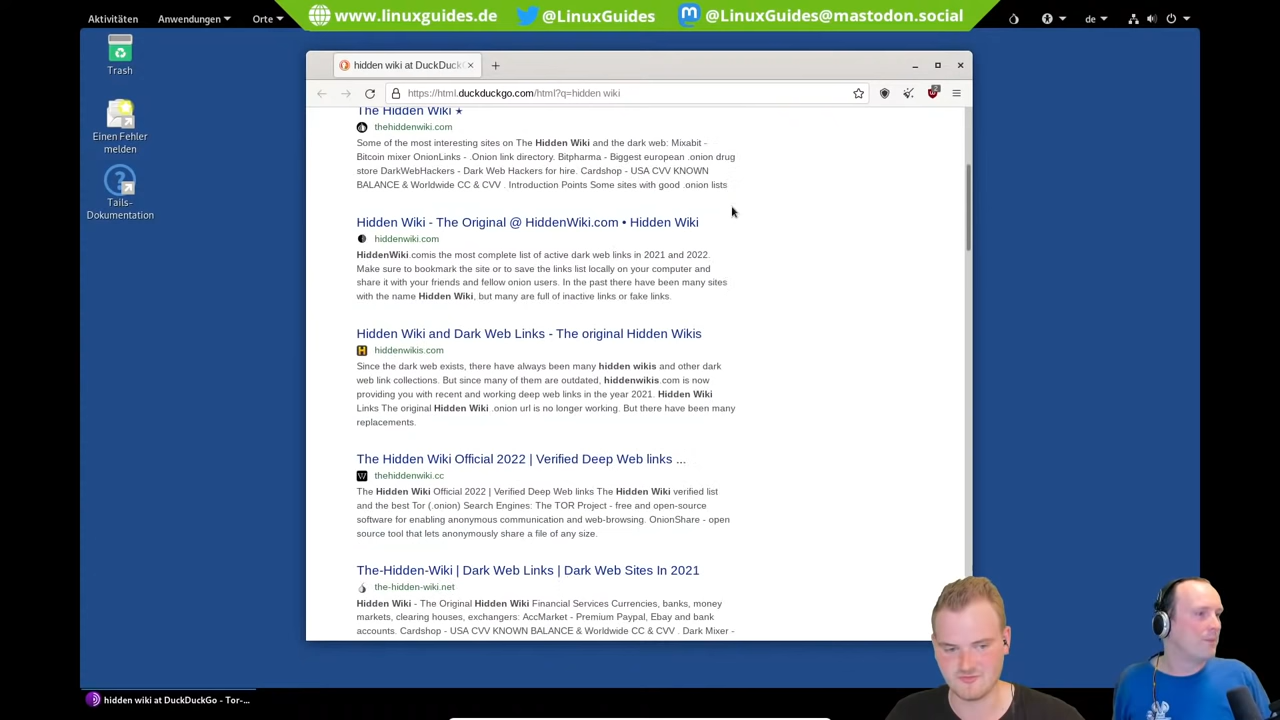 www.linuxguides.de @LinuxGuides @LinuxGuides@mastodon.social
Aktivitäten Anwendungen Orte de
Trash
Einen Fehler
melden
Tails-
Dokumentation
hidden wiki at DuckDuck
https://html.duckduckgo.com/html?q=hidden wiki
2
The Hidden Wiki ★
thehiddenwiki.com
Some of the most interesting sites on The Hidden Wiki and the dark web: Mixabit -
Bitcoin mixer OnionLinks - .Onion link directory. Bitpharma - Biggest european .onion drug
store DarkWebHackers - Dark Web Hackers for hire. Cardshop - USA CVV KNOWN
BALANCE & Worldwide CC & CVV . Introduction Points Some sites with good .onion lists
Hidden Wiki - The Original @ HiddenWiki.com • Hidden Wiki
hiddenwiki.com
HiddenWiki.comis the most complete list of active dark web links in 2021 and 2022.
Make sure to bookmark the site or to save the links list locally on your computer and
share it with your friends and fellow onion users. In the past there have been many sites
with the name Hidden Wiki, but many are full of inactive links or fake links.
Hidden Wiki and Dark Web Links - The original Hidden Wikis
hiddenwikis.com
Since the dark web exists, there have always been many hidden wikis and other dark
web link collections. But since many of them are outdated, hiddenwikis.com is now
providing you with recent and working deep web links in the year 2021. Hidden Wiki
Links The original Hidden Wiki .onion url is no longer working. But there have been many
replacements.
The Hidden Wiki Official 2022 | Verified Deep Web links ...
thehiddenwiki.cc
The Hidden Wiki Official 2022 | Verified Deep Web links The Hidden Wiki verified list
and the best Tor (.onion) Search Engines: The TOR Project - free and open-source
software for enabling anonymous communication and web-browsing. OnionShare - open
source tool that lets anonymously share a file of any size.
The-Hidden-Wiki | Dark Web Links | Dark Web Sites In 2021
the-hidden-wiki.net
Hidden Wiki - The Original Hidden Wiki Financial Services Currencies, banks, money
markets, clearing houses, exchangers: AccMarket - Premium Paypal, Ebay and bank
accounts. Cardshop - USA CVV KNOWN BALANCE & Worldwide CC & CVV . Dark Mixer -
hidden wiki at DuckDuckGo - Tor-...